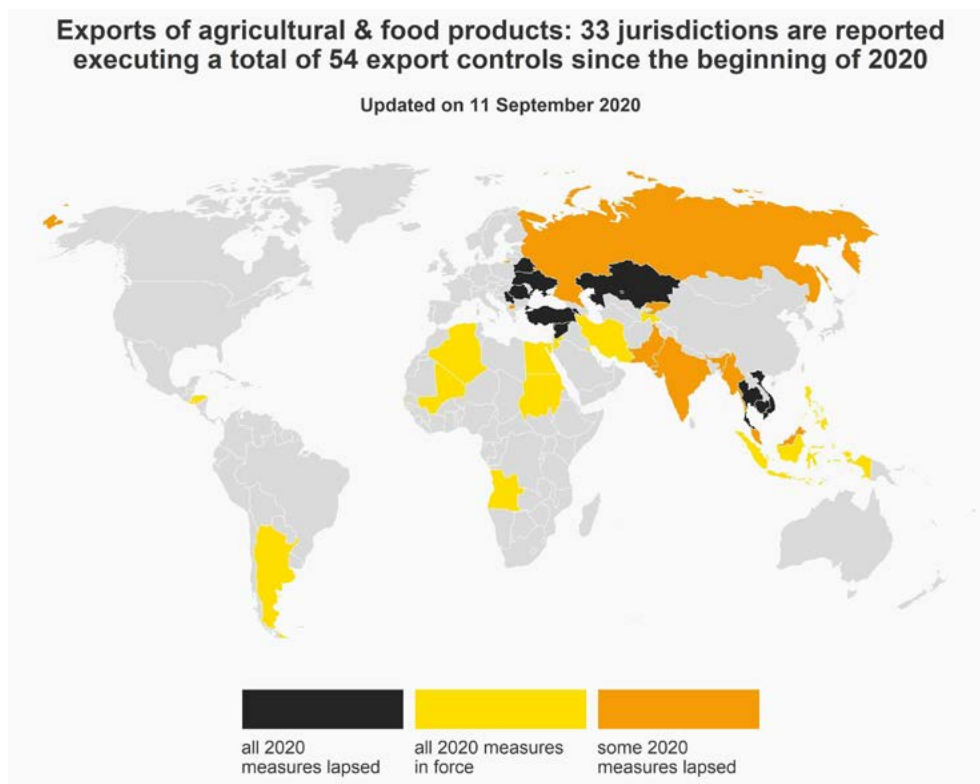 Exports of agricultural & food products: 33 jurisdictions are reported
executing a total of 54 export controls since the beginning of 2020
Updated on 11 September 2020
all 2020
measures lapsed
all 2020 measures
in force
some 2020
measures lapsed